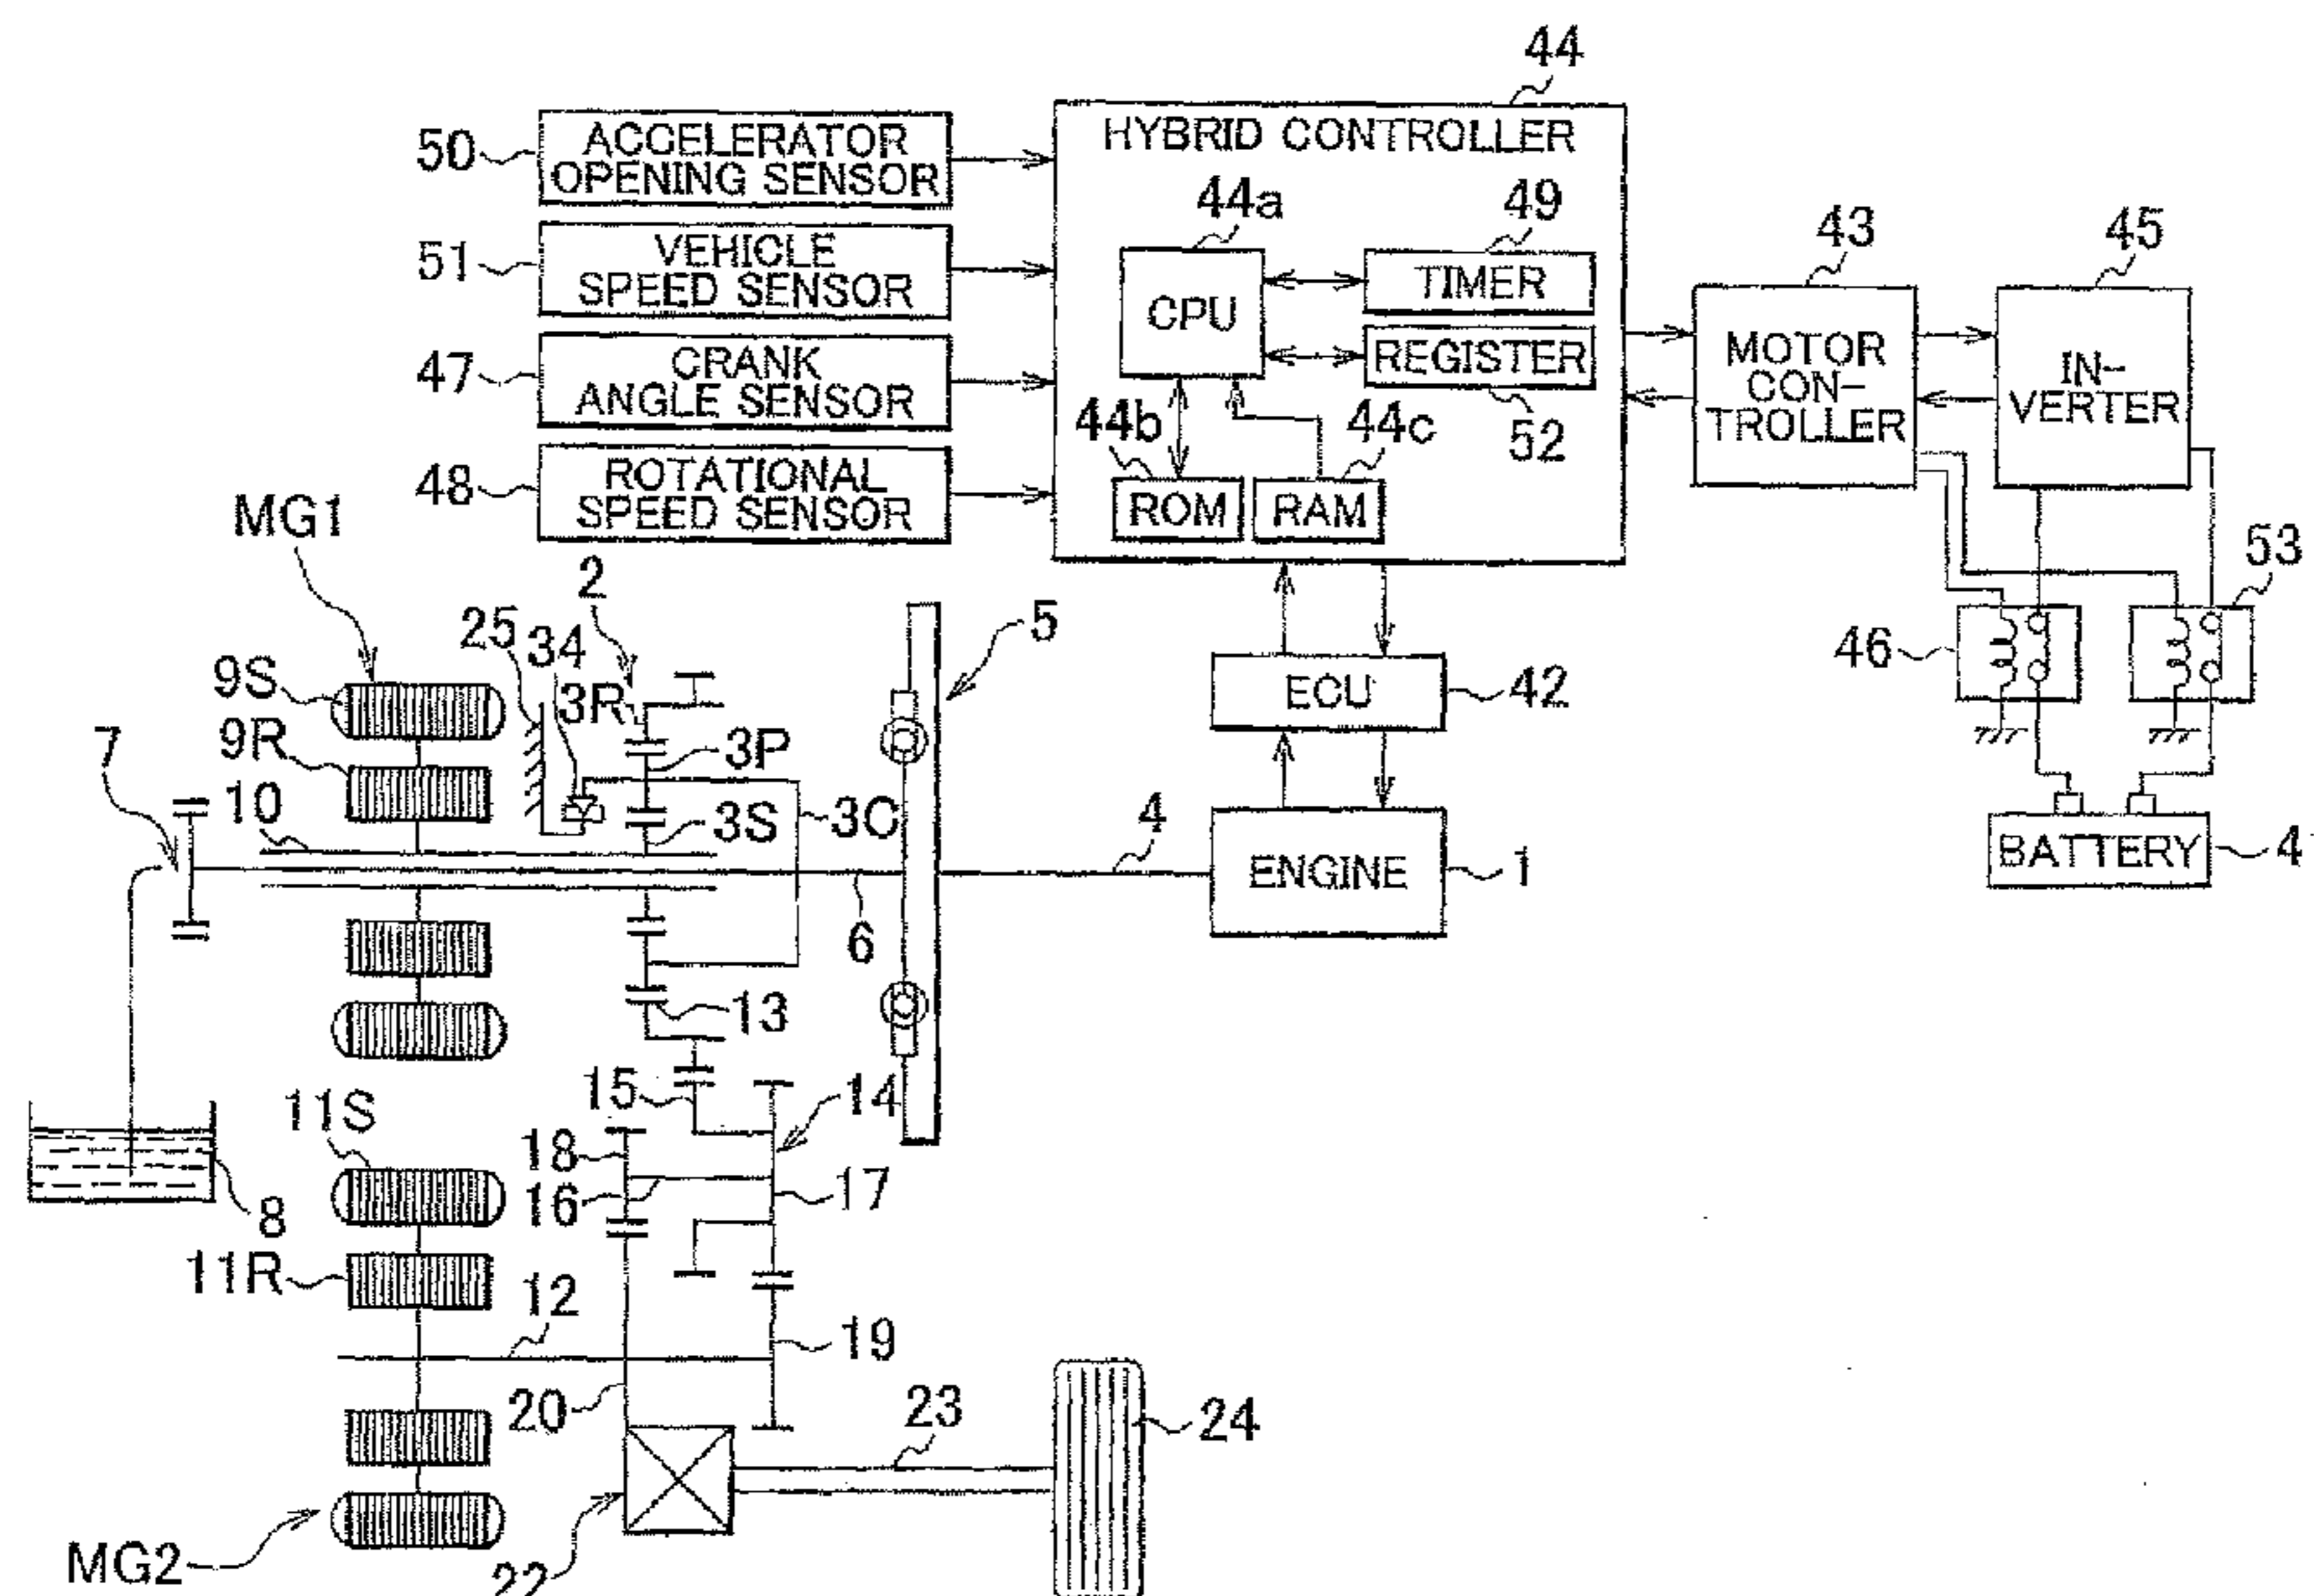 44
50 ACCELERATOR
OPENING SENSOR
HYBRID CONTROLLER
51 VEHICLE
SPEED SENSOR
44a
49
CPU
TIMER
43
45
47 CRANK
ANGLE SENSOR
REGISTER
52
MOTOR
CON-
TROLLER
IN-
VERTER
48 ROTATIONAL
SPEED SENSOR
44b
44c
ROM
RAM
MG1
2
25
34
5
53
46
9S
3R
ECU
42
9R
3P
7
10
3S
3C
4
ENGINE
1
BATTERY
4
6
13
15
14
11S
18
8
16
17
11R
12
19
20
23
24
MG2
22